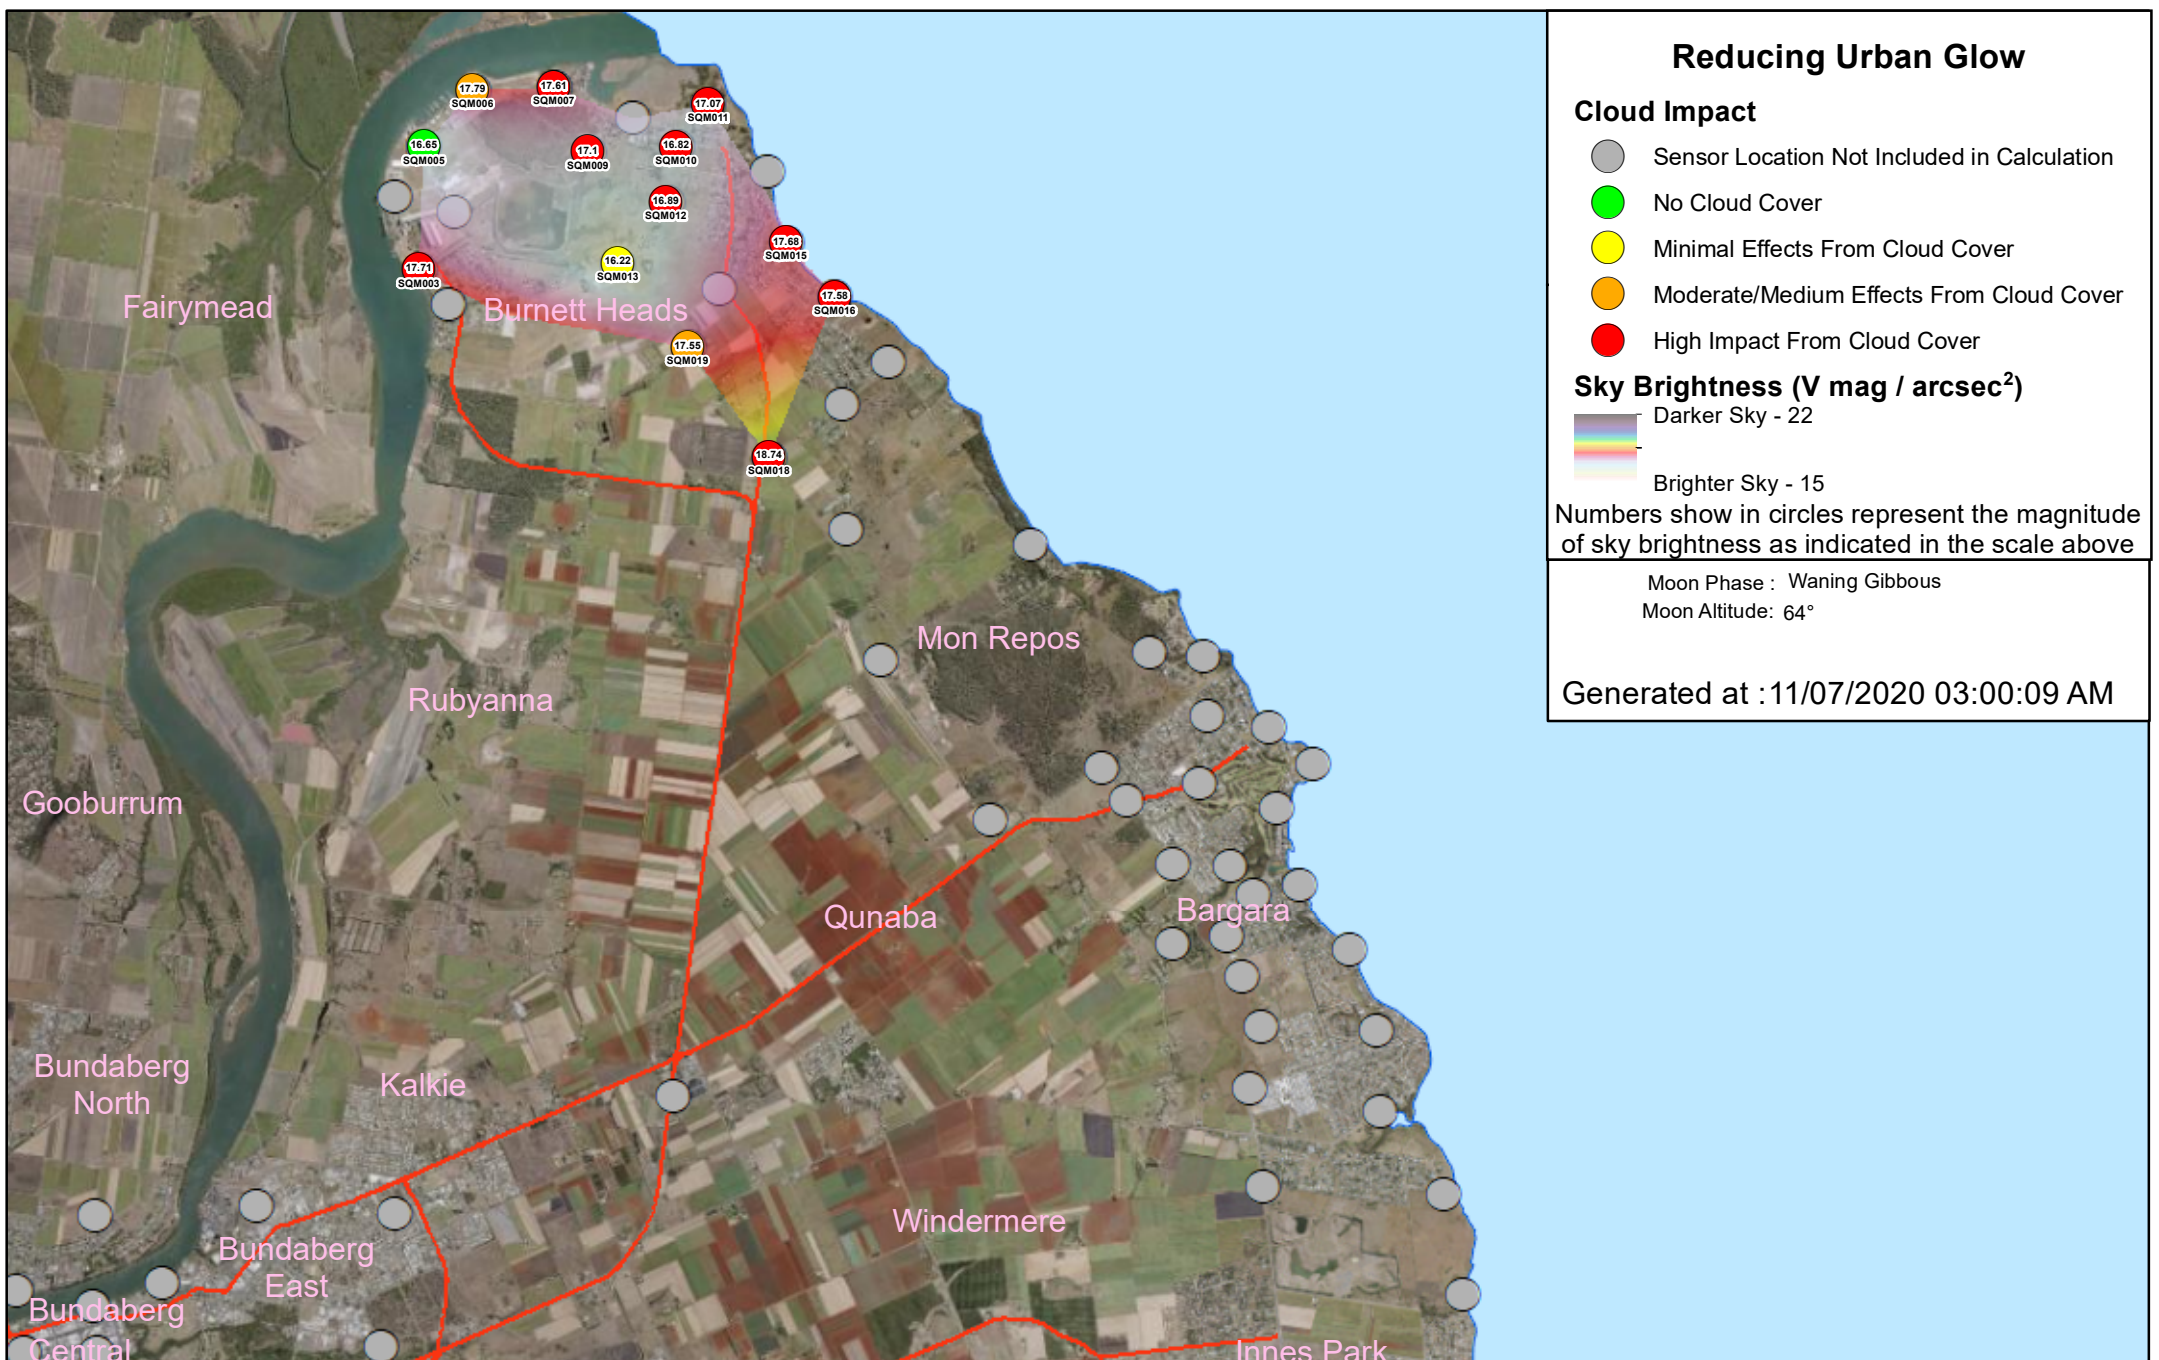 Reducing Urban Glow
Cloud Impact
Sensor Location Not Included in Calculation
No Cloud Cover
Minimal Effects From Cloud Cover
Moderate/Medium Effects From Cloud Cover
High Impact From Cloud Cover
Sky Brightness (V mag / arcsec²)
Darker Sky - 22
Brighter Sky - 15
Numbers show in circles represent the magnitude
of sky brightness as indicated in the scale above
Moon Phase : Waning Gibbous
Moon Altitude: 64°
Generated at :11/07/2020 03:00:09 AM
17.79
SQM006
17.61
SQM007
17.07
SQM011
16.65
SQM005
17.1
SQM009
16.82
SQM010
16.89
SQM012
17.68
SQM015
17.71
SQM003
16.22
SQM013
17.58
SQM016
17.55
SQM019
18.74
SQM018
Fairymead
Burnett Heads
Mon Repos
Rubyanna
Gooburrum
Qunaba
Bargara
Bundaberg
North
Kalkie
Windermere
Bundaberg
East
Bundaberg
Central
Innes Park